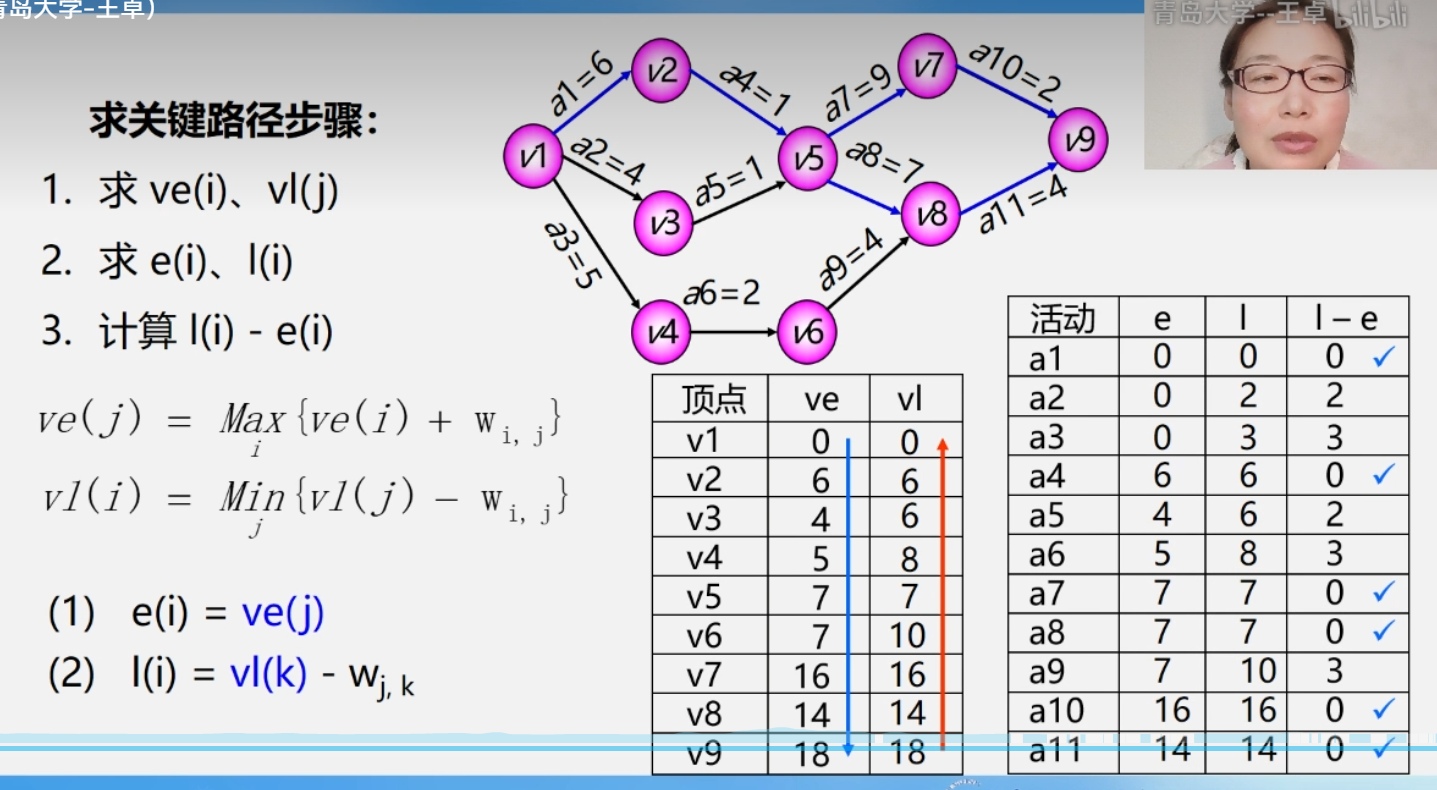 青岛大学-王卓)
青岛大学--王卓 bilibili
求关键路径步骤：
1. 求 ve(i)、vl(j)
2. 求 e(i)、l(i)
3. 计算 l(i) - e(i)
ve(j) = Max {ve(i) + w i, j}
i
vl(i) = Min {vl(j) - w i, j}
j
(1) e(i) = ve(j)
(2) l(i) = vl(k) - wj, k
v1
v2
v3
v4
v5
v6
v7
v8
v9
a1=6
a2=4
a3=5
a4=1
a5=1
a6=2
a7=9
a8=7
a9=4
a10=2
a11=4
顶点 ve vl
v1 0 0
v2 6 6
v3 4 6
v4 5 8
v5 7 7
v6 7 10
v7 16 16
v8 14 14
v9 18 18
活动 e l l – e
a1 0 0 0 ✓
a2 0 2 2
a3 0 3 3
a4 6 6 0 ✓
a5 4 6 2
a6 5 8 3
a7 7 7 0 ✓
a8 7 7 0 ✓
a9 7 10 3
a10 16 16 0 ✓
a11 14 14 0 ✓